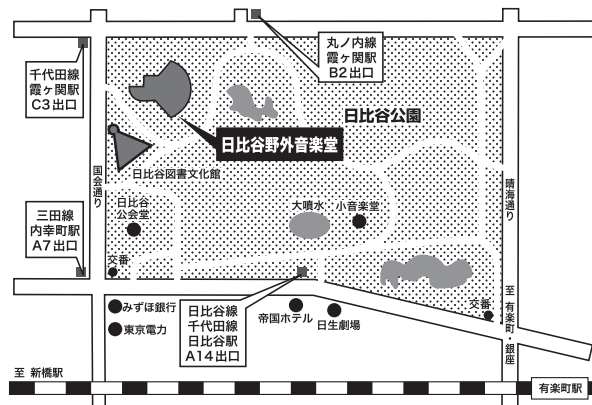 丸ノ内線
霞ヶ関駅
B2出口
千代田線
霞ヶ関駅
C3出口
日比谷公園
日比谷野外音楽堂
日比谷図書文化館
国会通り
晴海通り
日比谷
公会堂
大噴水
小音楽堂
三田線
内幸町駅
A7出口
交番
至 有楽町・銀座
交番
みずほ銀行
東京電力
日比谷線
千代田線
日比谷駅
A14出口
帝国ホテル
日生劇場
至 新橋駅
有楽町駅